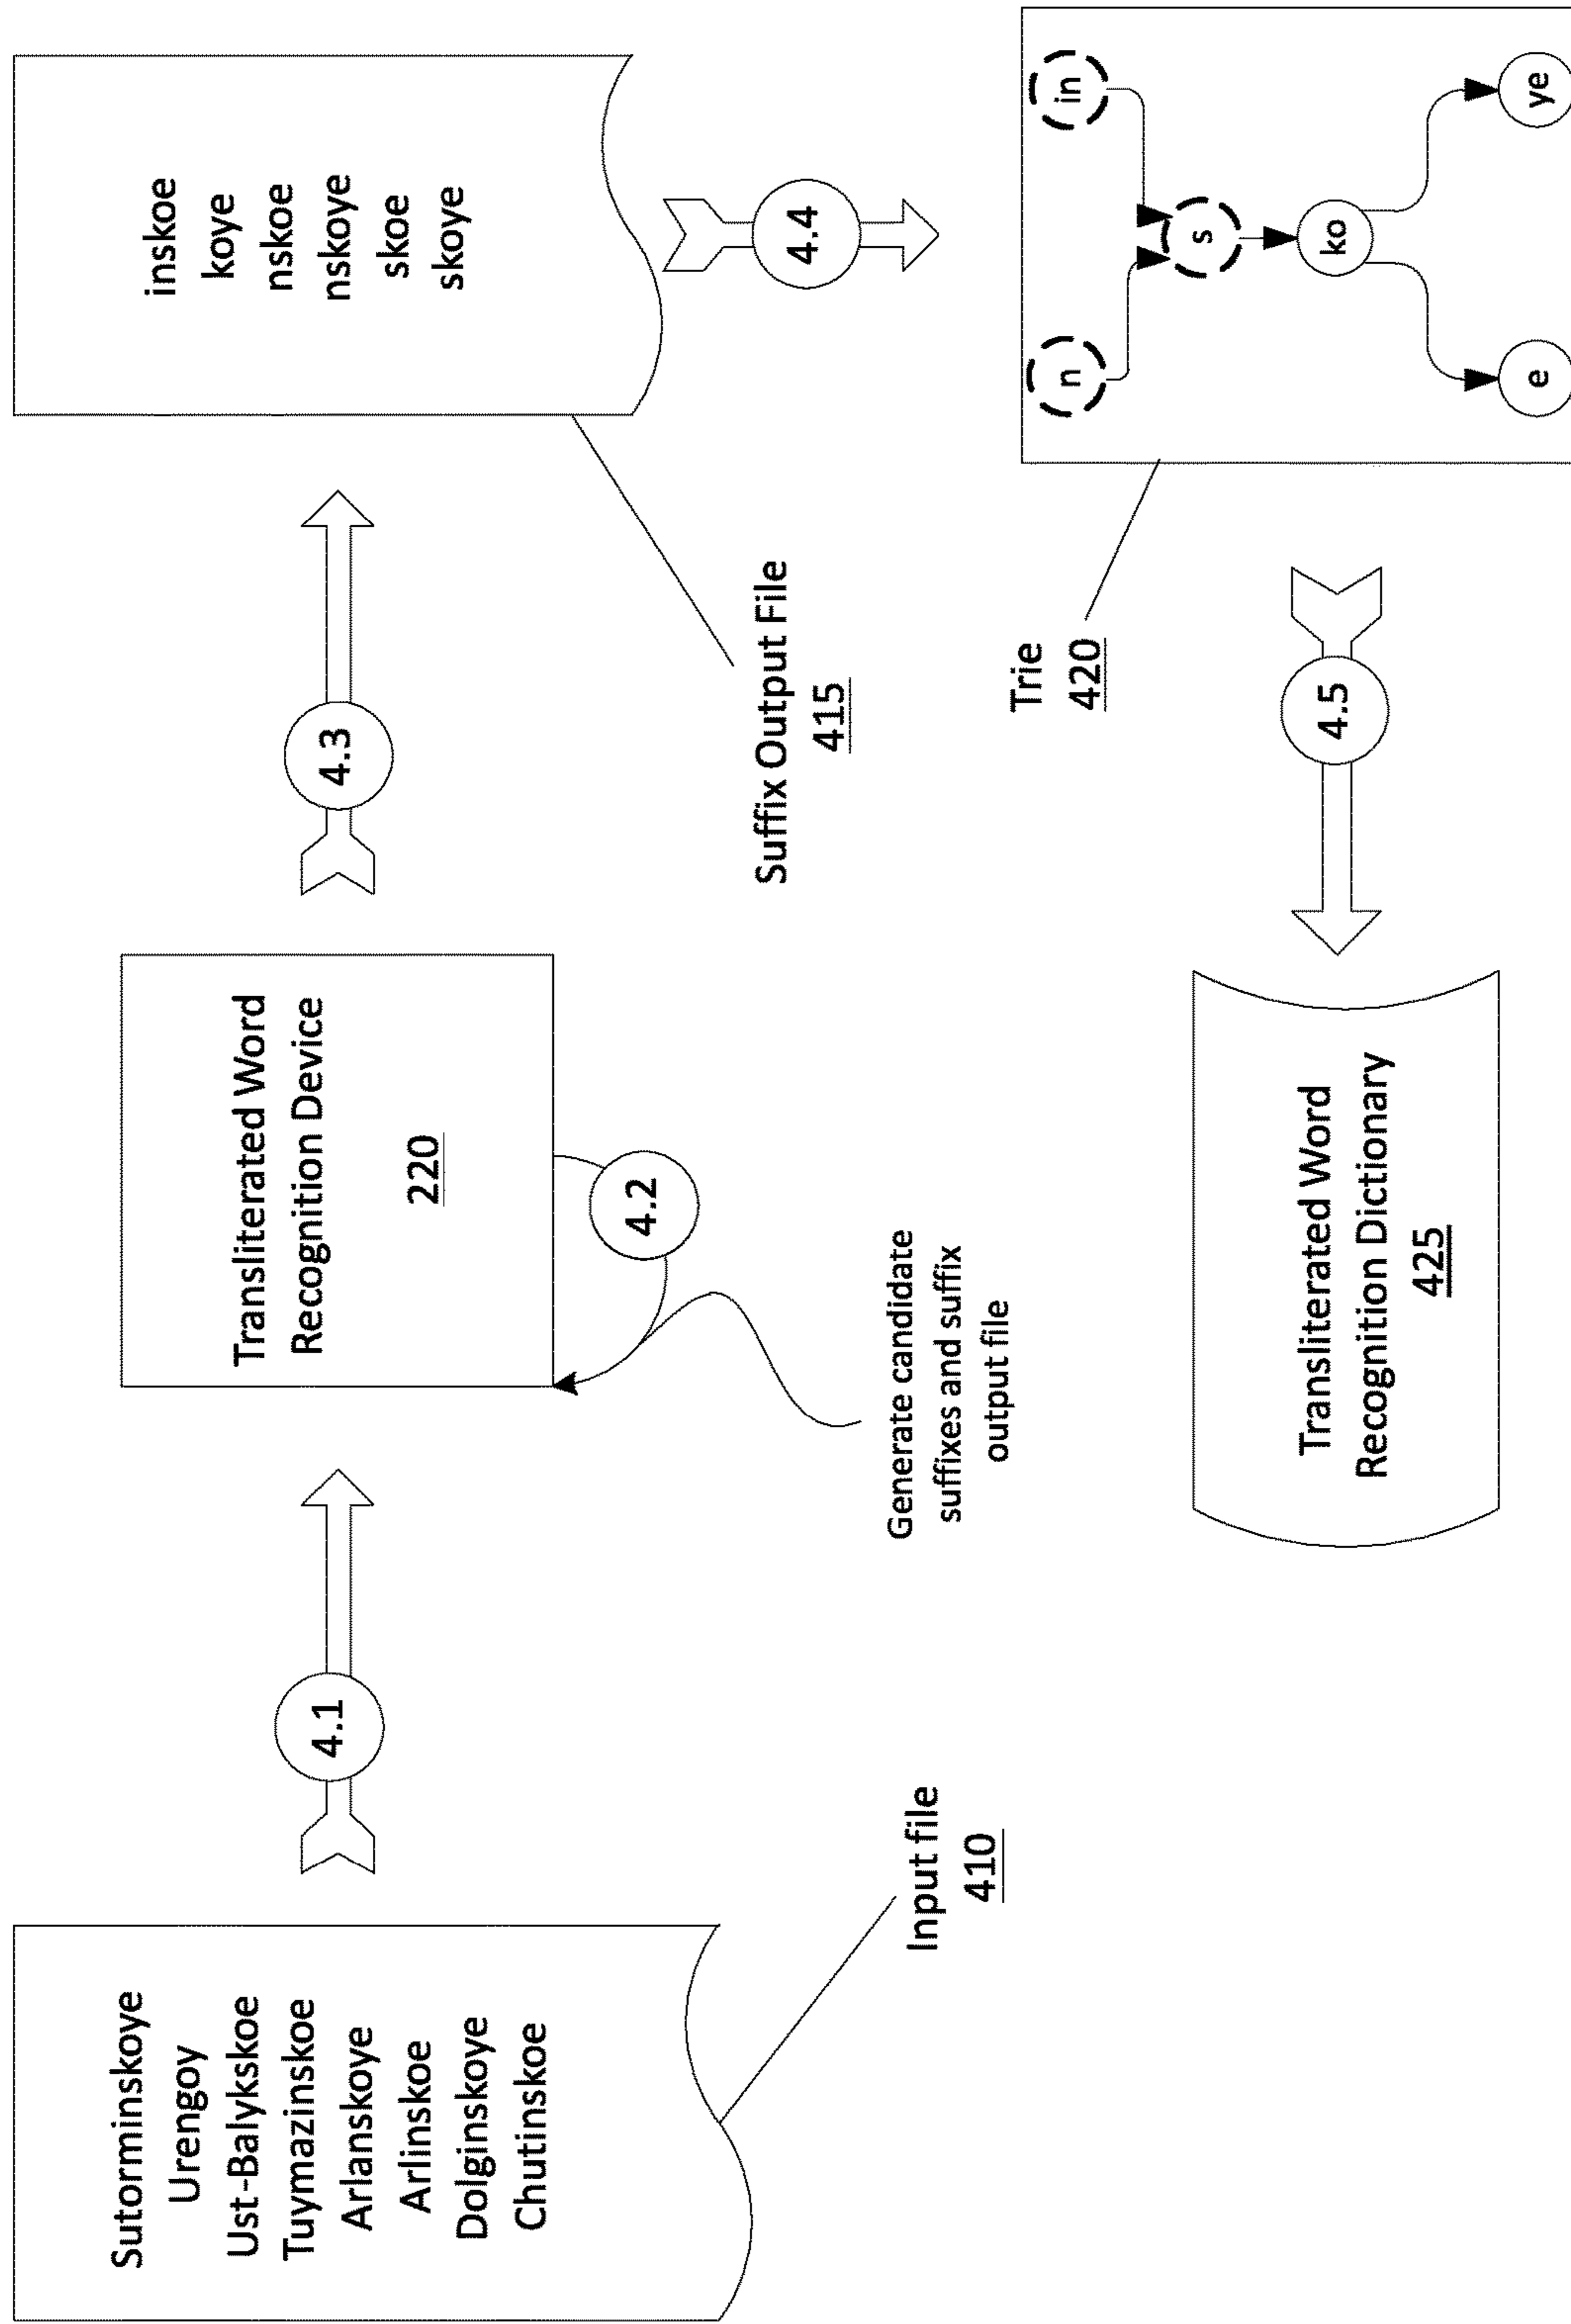 Sutorminskoye
Urengoy
Ust-Balykskoe
Tuymazinskoe
Arlanskoye
Arlinskoe
Dolginskoye
Chutinskoe
Input file
410
4.1
Transliterated Word
Recognition Device
220
4.2
Generate candidate
suffixes and suffix
output file
4.3
inskoe
koye
nskoe
nskoye
skoe
skoye
Suffix Output File
415
4.4
n
in
s
ko
e
ye
Trie
420
4.5
Transliterated Word
Recognition Dictionary
425